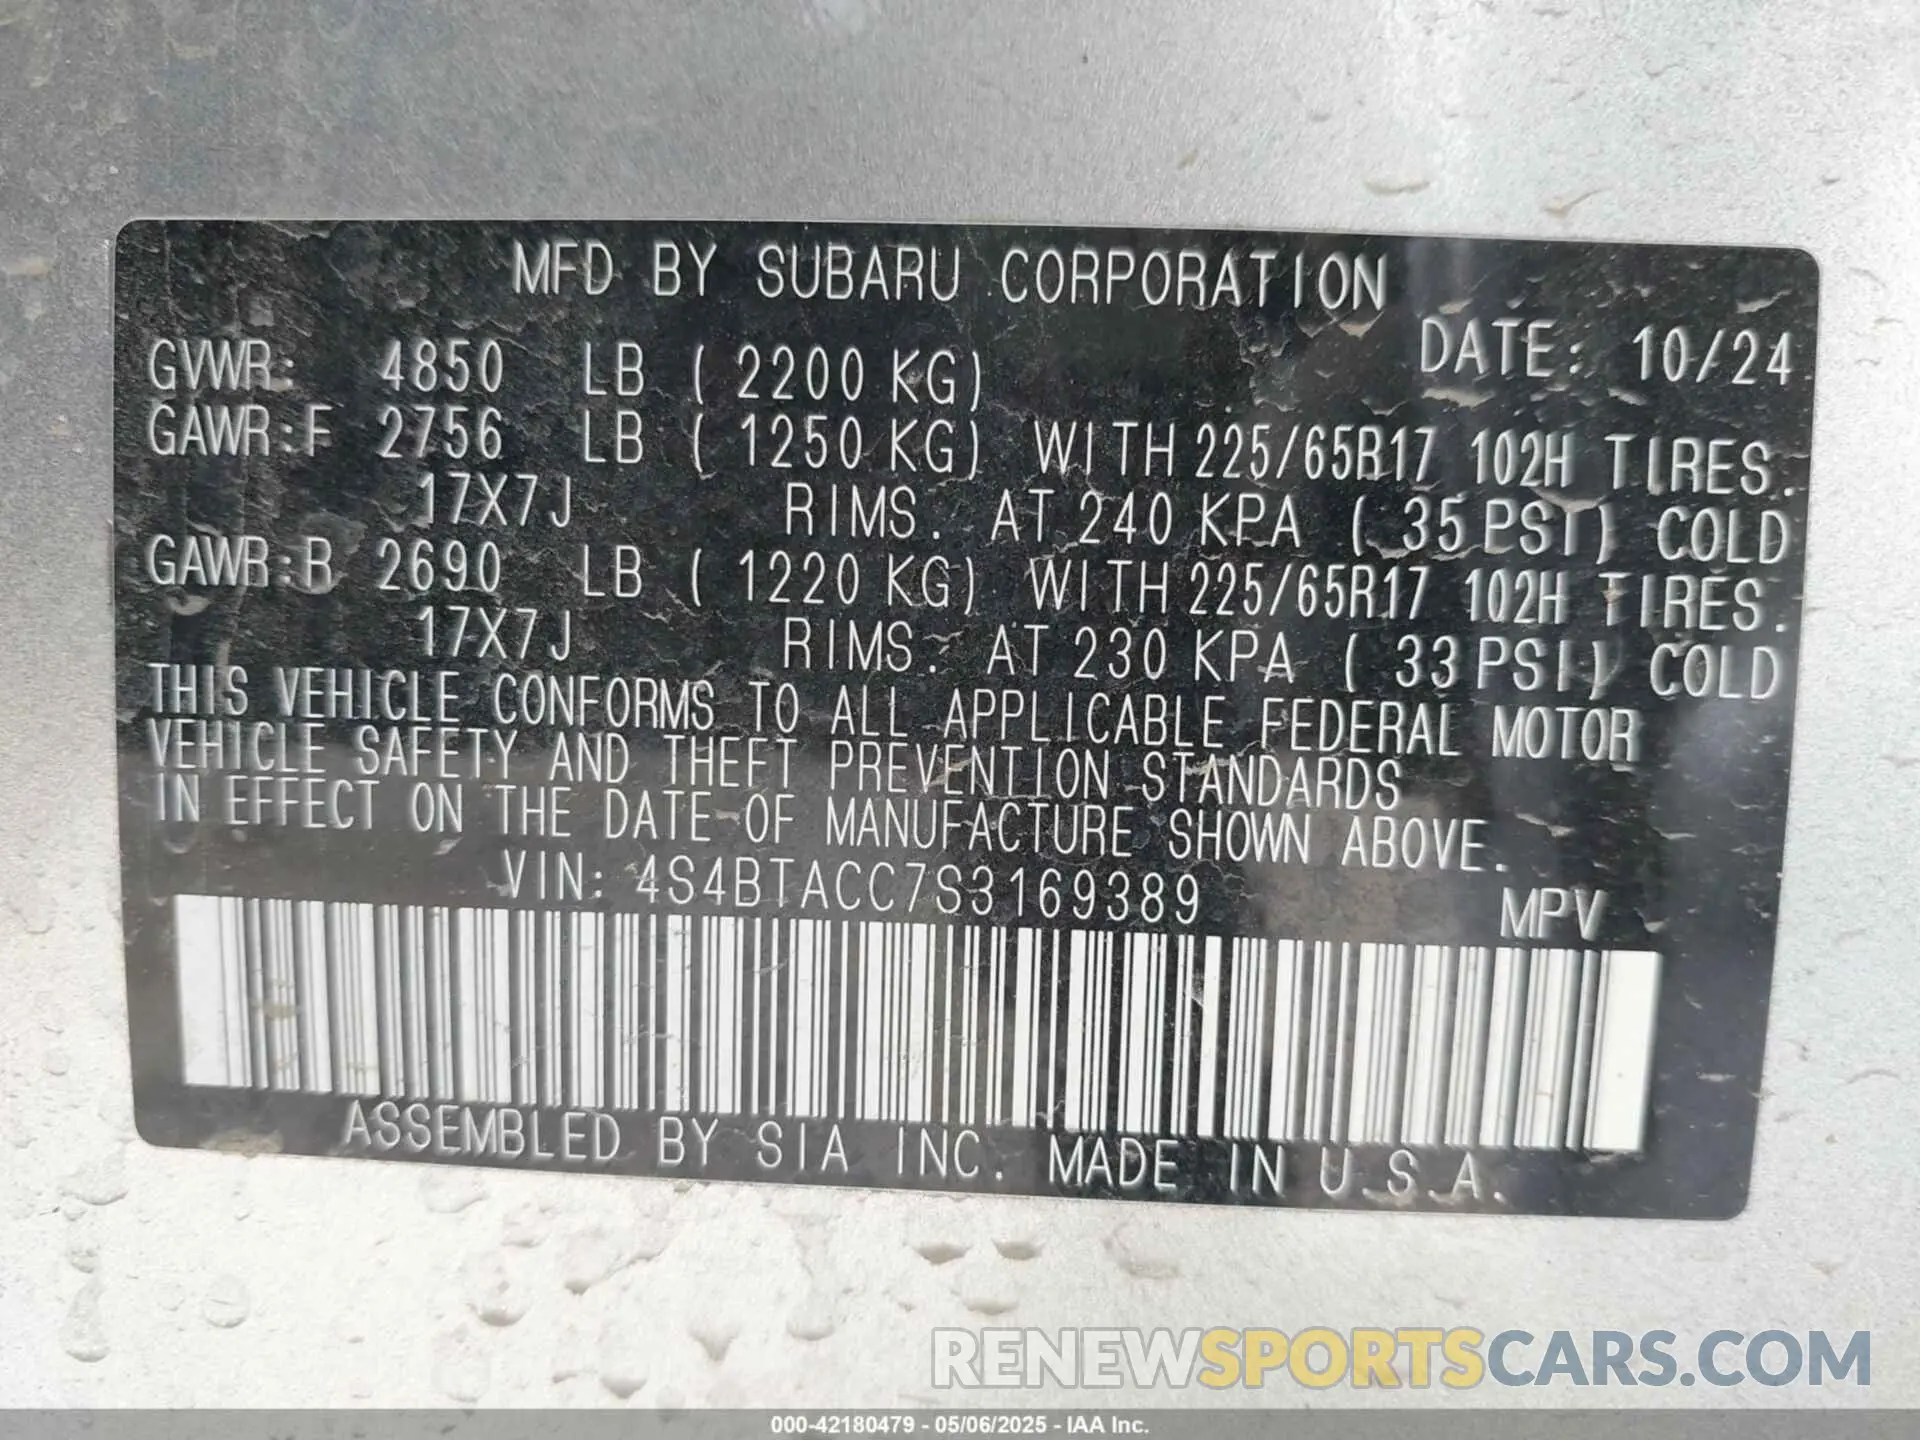 MFD BY SUBARU CORPORATION
DATE: 10/24
GVWR: 4850 LB ( 2200 KG)
GAWR:F 2756 LB ( 1250 KG) WITH 225/65R17 102H TIRES.
17X7J RIMS. AT 240 KPA ( 35 PSI) COLD
GAWR:R 2690 LB ( 1220 KG) WITH 225/65R17 102H TIRES.
17X7J RIMS. AT 230 KPA ( 33 PSI) COLD
THIS VEHICLE CONFORMS TO ALL APPLICABLE FEDERAL MOTOR
VEHICLE SAFETY AND THEFT PREVENTION STANDARDS
IN EFFECT ON THE DATE OF MANUFACTURE SHOWN ABOVE.
VIN: 4S4BTACC7S3169389 MPV
ASSEMBLED BY SIA INC. MADE IN U.S.A.
RENEWSPORTSCARS.COM
000-42180479 - 05/06/2025 - IAA Inc.